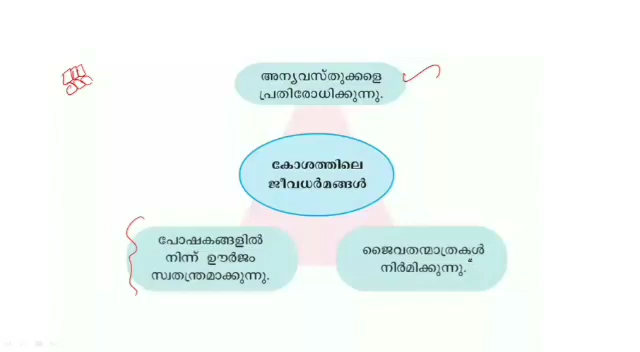 അന്യവസ്തുക്കളെ
പ്രതിരോധിക്കുന്നു.
കോശത്തിലെ
ജീവധർമങ്ങൾ
പോഷകങ്ങളിൽ
നിന്ന് ഊർജം
സ്വതന്ത്രമാക്കുന്നു.
ജൈവതന്മാത്രകൾ
നിർമിക്കുന്നു.